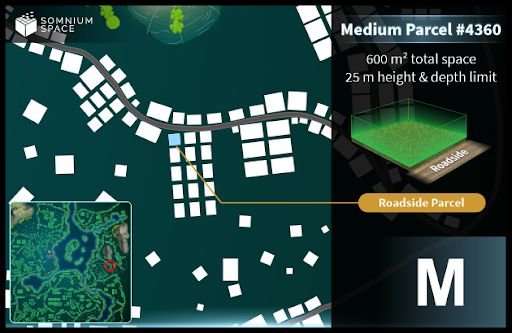 SOMNIUM
SPACE
Medium Parcel #4360
600 m² total space
25 m height & depth limit
Roadside
Roadside Parcel
M